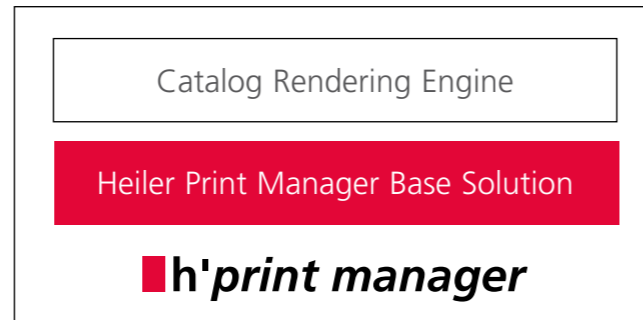 Catalog Rendering Engine
Heiler Print Manager Base Solution
h'print manager